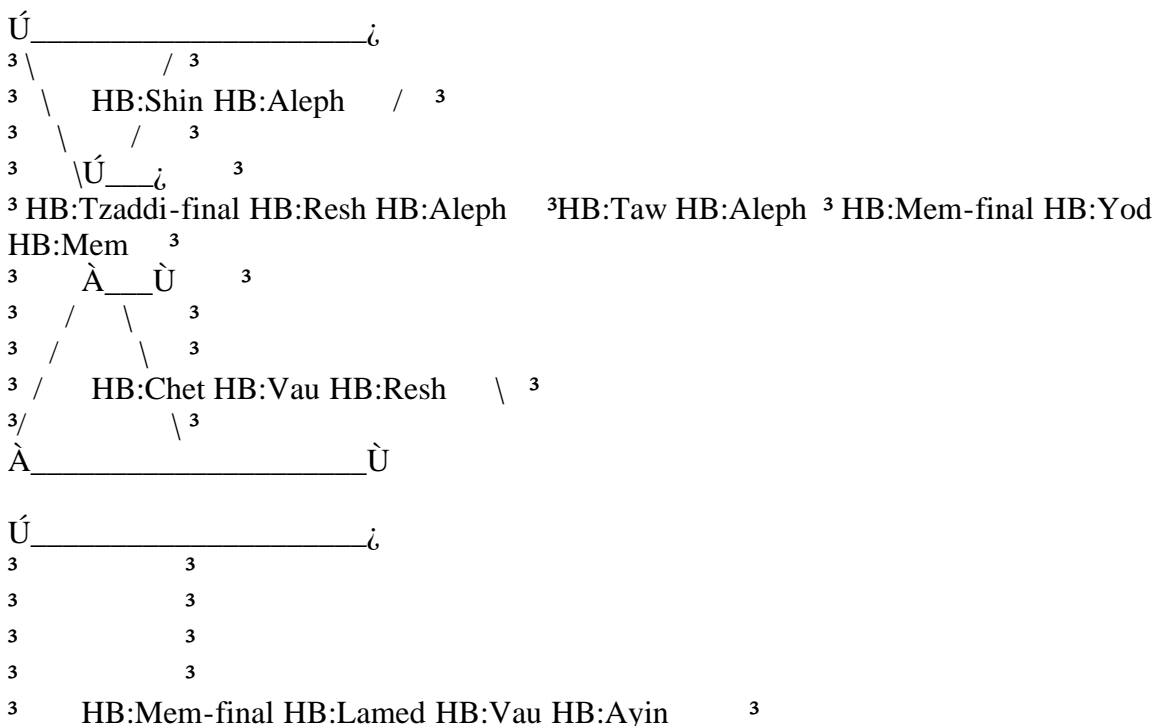 Ú_____________________¿
³ \ / ³
³ \ HB:Shin HB:Aleph / ³
³ \ / ³
³ \Ú___¿ ³
³ HB:Tzaddi-final HB:Resh HB:Aleph ³HB:Taw HB:Aleph ³ HB:Mem-final HB:Yod
HB:Mem ³
³ À___Ù ³
³ / \ ³
³ / \ ³
³ / HB:Chet HB:Vau HB:Resh \ ³
³/ \ ³
À_____________________Ù
Ú_____________________¿
³ ³
³ ³
³ ³
³ ³
³ HB:Mem-final HB:Lamed HB:Vau HB:Ayin ³